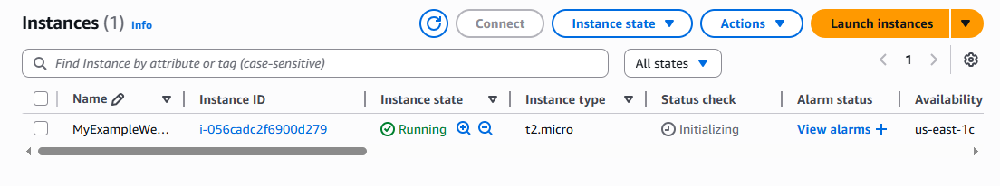 Instances (1) Info Connect Instance state Actions Launch instances
Find Instance by attribute or tag (case-sensitive) All states 1
Name Instance ID Instance state Instance type Status check Alarm status Availability
MyExampleWe... i-056cadc2f6900d279 Running t2.micro Initializing View alarms + us-east-1c